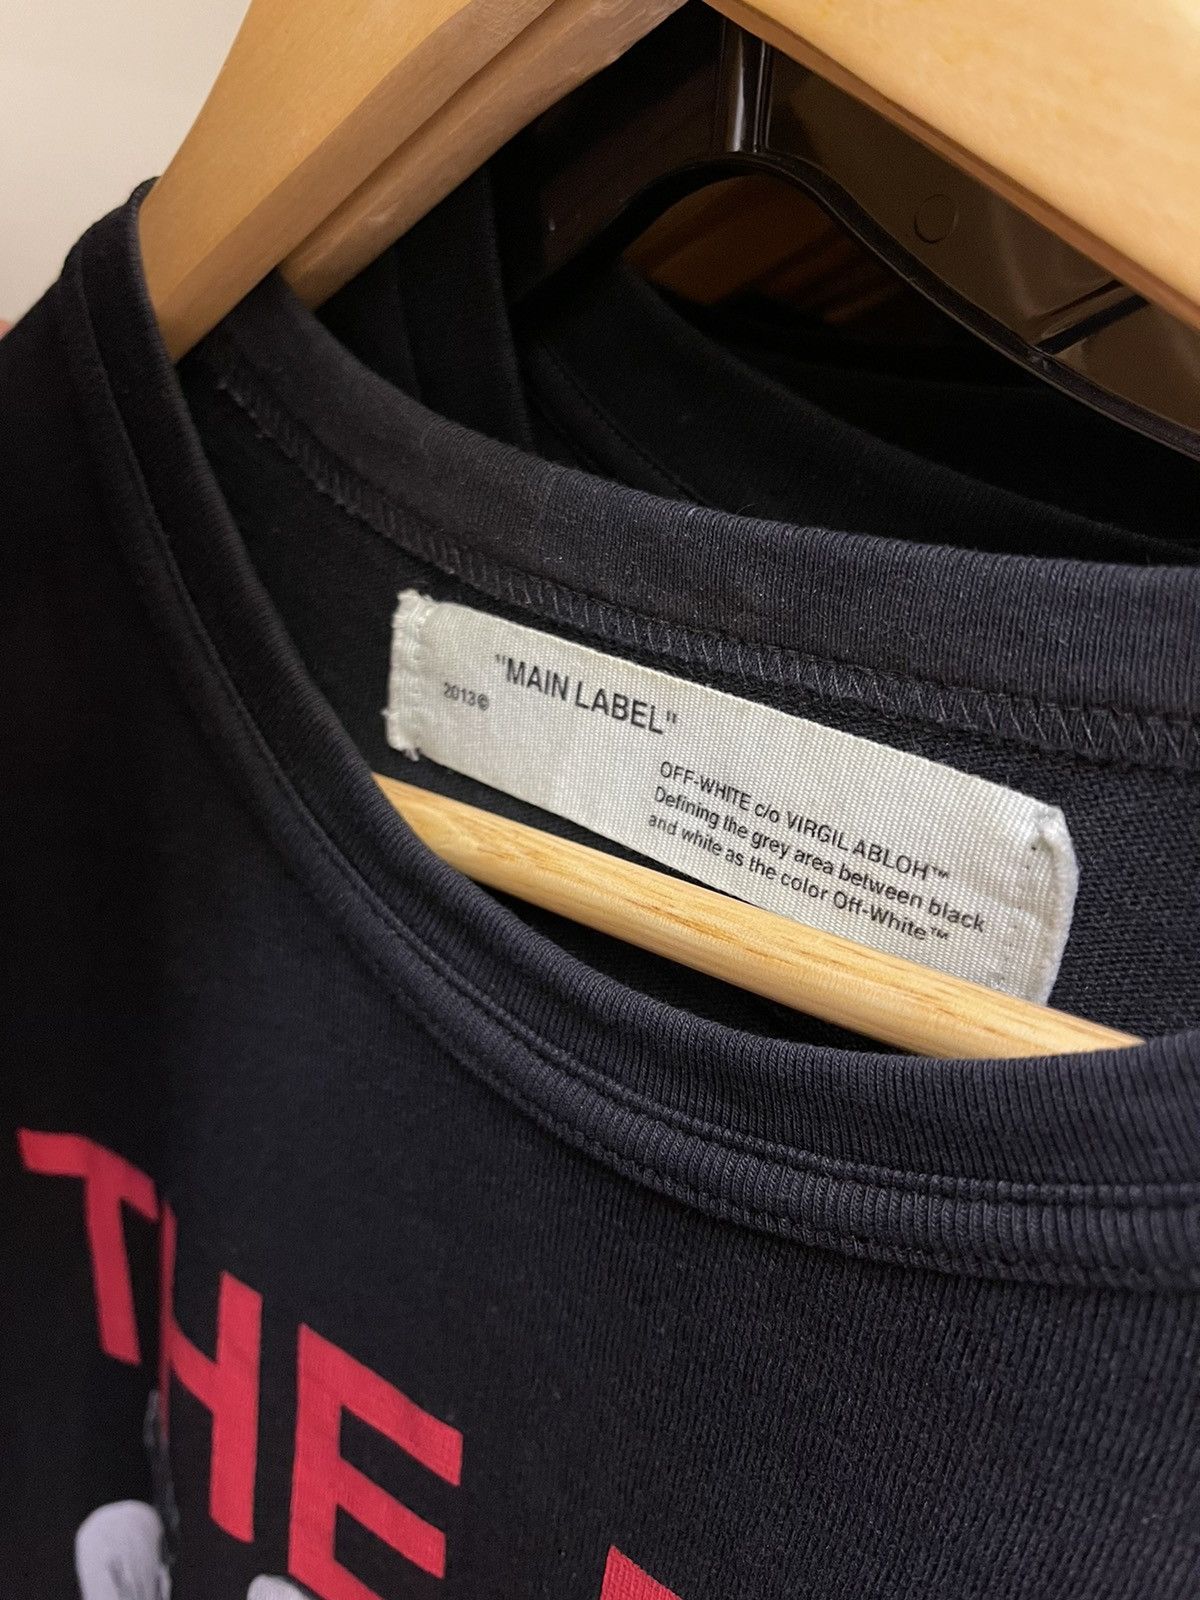 "MAIN LABEL"
2013©
OFF-WHITE c/o VIRGIL ABLOH™
Defining the grey area between black
and white as the color Off-White™
THE